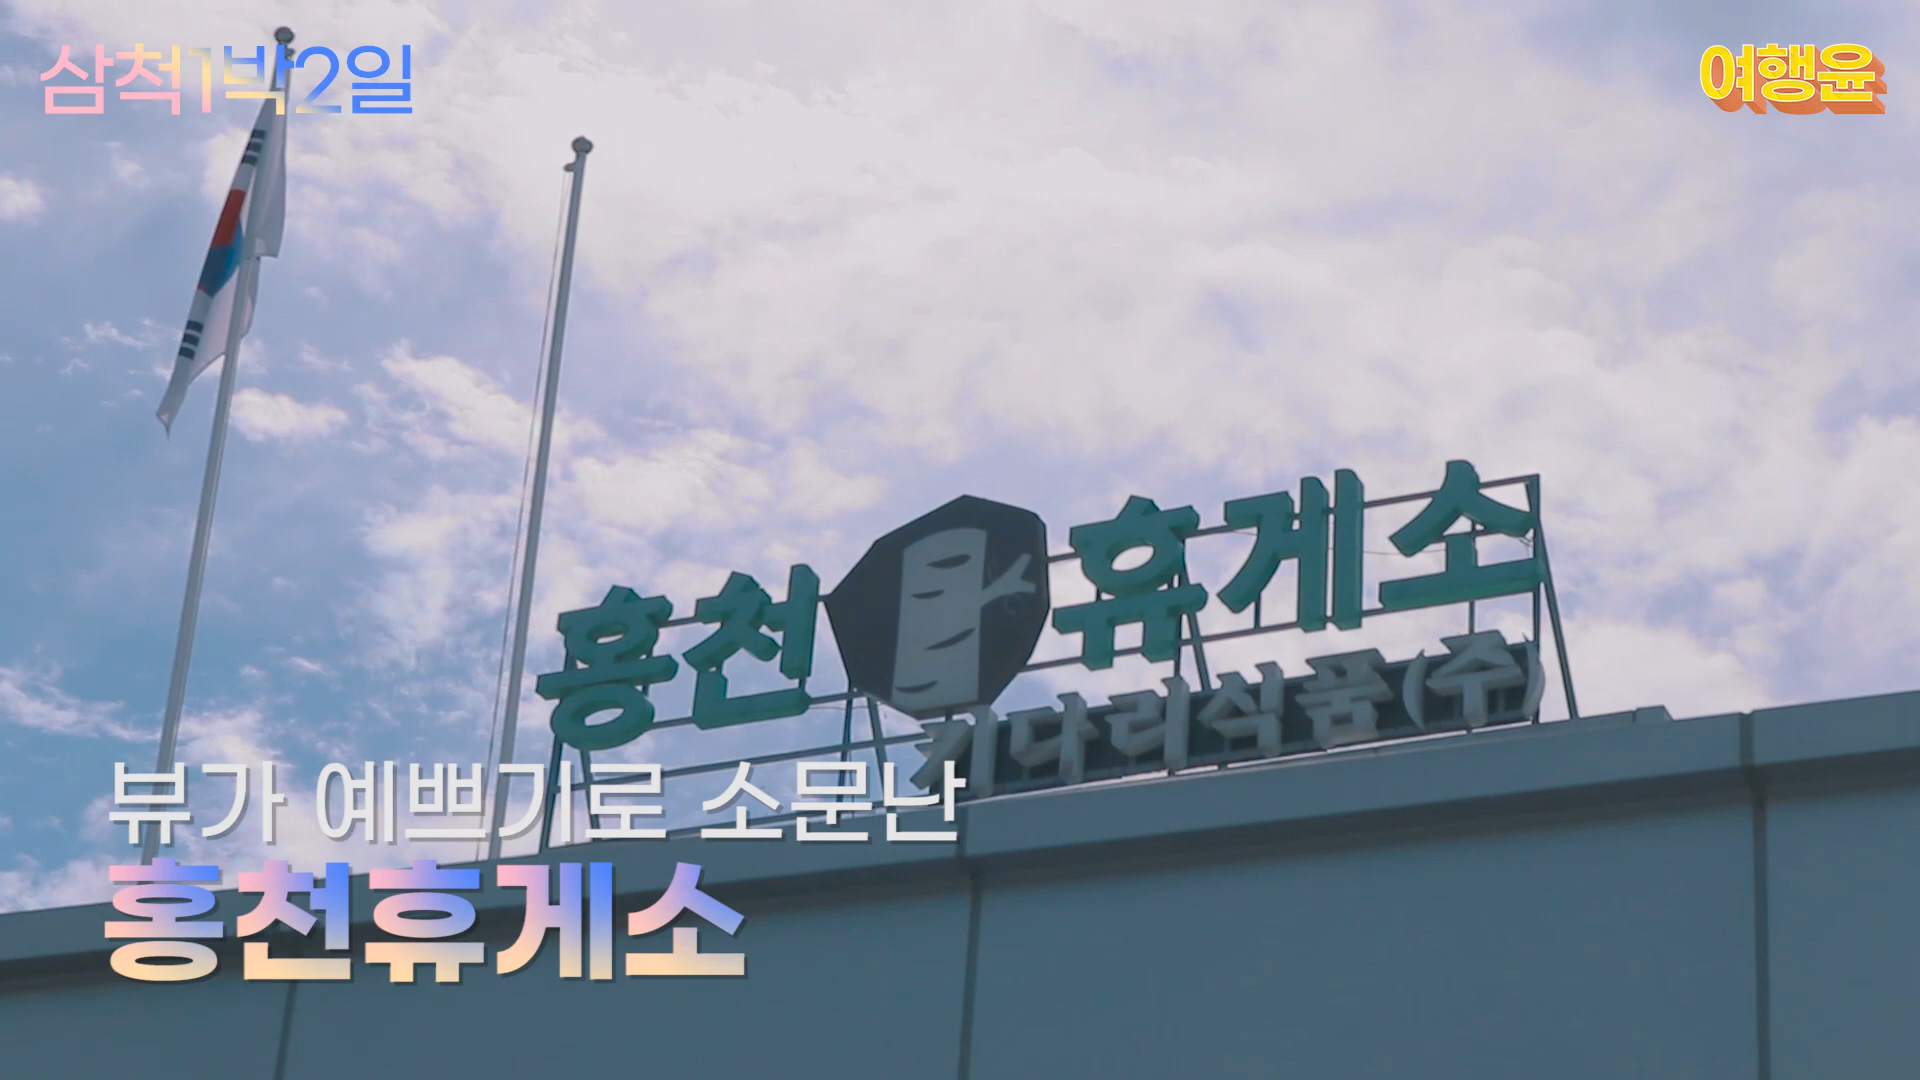 삼척1박2일
여행윤
홍천 휴게소
키다리식품(주)
뷰가 예쁘기로 소문난
홍천휴게소